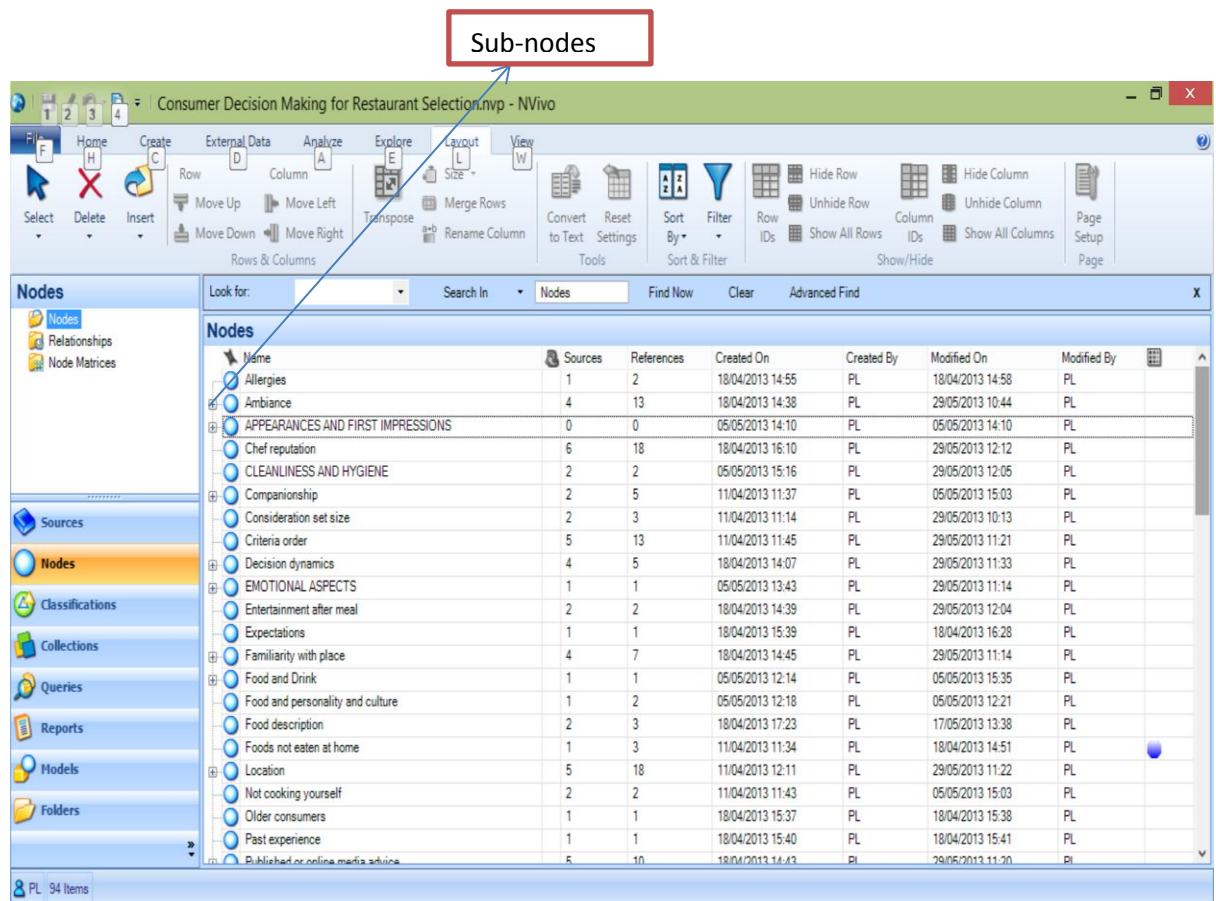 Sub-nodes
Consumer Decision Making for Restaurant Selection.nvp - NVivo
1 2 3 4
File Home Create External Data Analyze Explore Layout View
F H C D A E L W
Row Column Size
Move Up Move Left Merge Rows Hide Row Hide Column
Select Delete Insert Transpose Convert to Text Reset Settings Sort By Filter Row IDs Unhide Row Column IDs Unhide Column Page Setup
Move Down Move Right Rename Column Show All Rows Show All Columns
Rows & Columns Tools Sort & Filter Show/Hide Page
Nodes
Nodes
Relationships
Node Matrices
Sources
Nodes
Classifications
Collections
Queries
Reports
Models
Folders
Look for: Search In Nodes Find Now Clear Advanced Find X
Nodes
Name Sources References Created On Created By Modified On Modified By
Allergies 1 2 18/04/2013 14:55 PL 18/04/2013 14:58 PL
Ambiance 4 13 18/04/2013 14:38 PL 29/05/2013 10:44 PL
APPEARANCES AND FIRST IMPRESSIONS 0 0 05/05/2013 14:10 PL 05/05/2013 14:10 PL
Chef reputation 6 18 18/04/2013 16:10 PL 29/05/2013 12:12 PL
CLEANLINESS AND HYGIENE 2 2 05/05/2013 15:16 PL 29/05/2013 12:05 PL
Companionship 2 5 11/04/2013 11:37 PL 05/05/2013 15:03 PL
Consideration set size 2 3 11/04/2013 11:14 PL 29/05/2013 10:13 PL
Criteria order 5 13 11/04/2013 11:45 PL 29/05/2013 11:21 PL
Decision dynamics 4 5 18/04/2013 14:07 PL 29/05/2013 11:33 PL
EMOTIONAL ASPECTS 1 1 05/05/2013 13:43 PL 29/05/2013 11:14 PL
Entertainment after meal 2 2 18/04/2013 14:39 PL 29/05/2013 12:04 PL
Expectations 1 1 18/04/2013 15:39 PL 18/04/2013 16:28 PL
Familiarity with place 4 7 18/04/2013 14:45 PL 29/05/2013 11:14 PL
Food and Drink 1 1 05/05/2013 12:14 PL 05/05/2013 15:35 PL
Food and personality and culture 1 2 05/05/2013 12:18 PL 05/05/2013 12:21 PL
Food description 2 3 18/04/2013 17:23 PL 17/05/2013 13:38 PL
Foods not eaten at home 1 3 11/04/2013 11:34 PL 18/04/2013 14:51 PL
Location 5 18 11/04/2013 12:11 PL 29/05/2013 11:22 PL
Not cooking yourself 2 2 11/04/2013 11:43 PL 05/05/2013 15:03 PL
Older consumers 1 1 18/04/2013 15:37 PL 18/04/2013 15:38 PL
Past experience 1 1 18/04/2013 15:40 PL 18/04/2013 15:41 PL
Published or online media advice 5 10 18/04/2013 14:43 PL 29/05/2013 11:20 PL
PL 94 Items